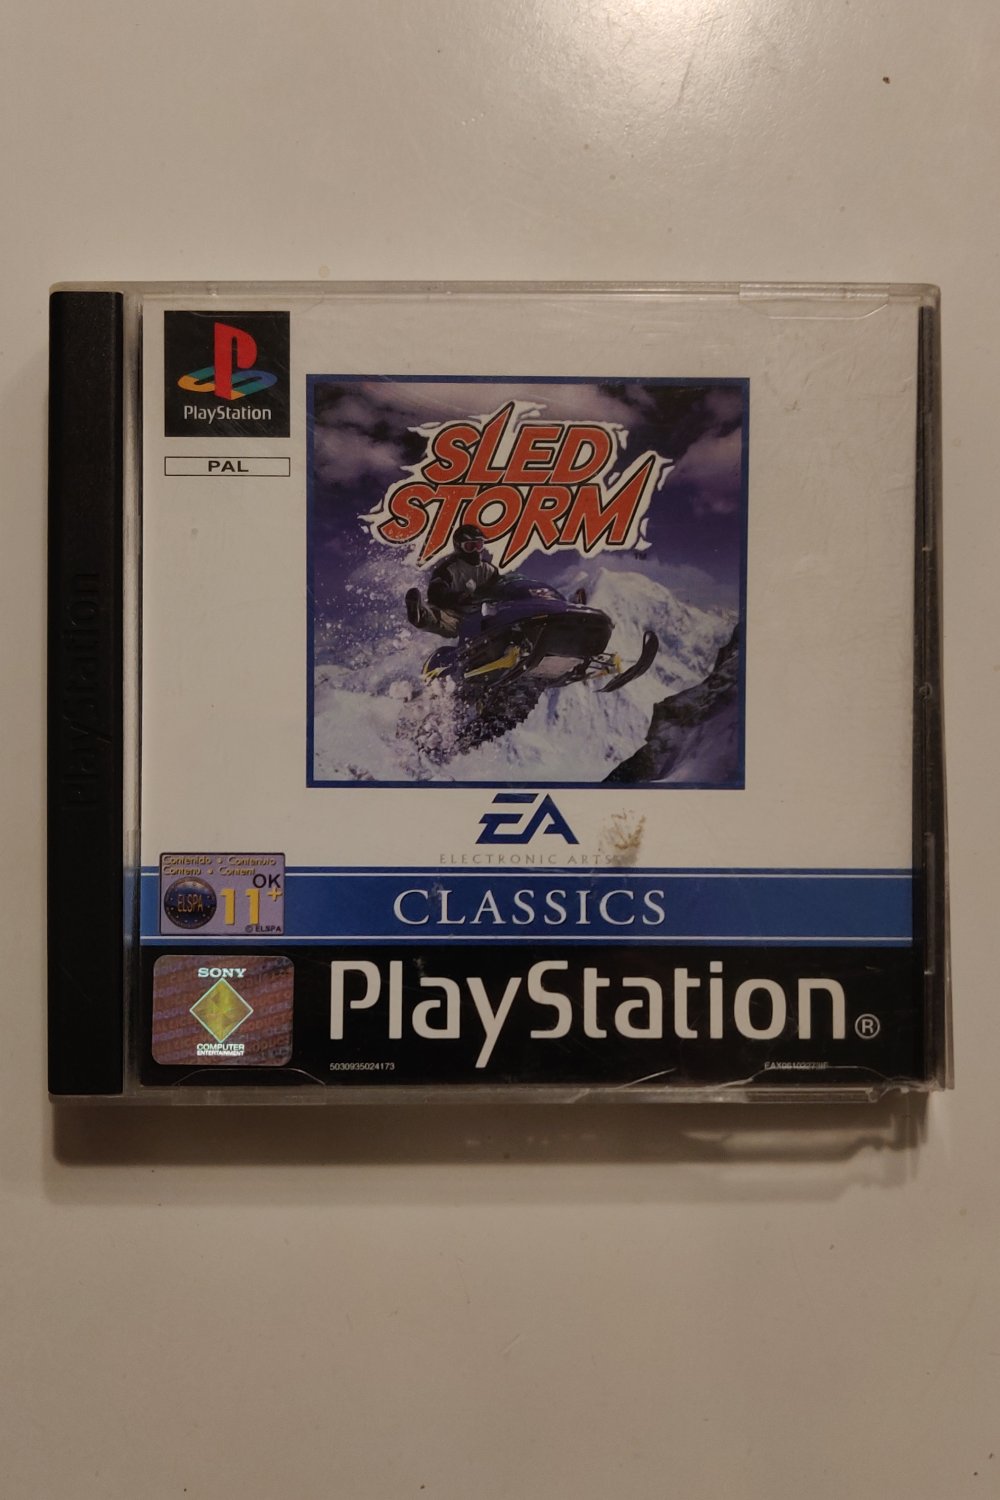 PlayStation
PAL
SLED
STORM
TM
PlayStation
EA
ELECTRONIC ARTS
Contenido • Contenuto
Contenu • Content
OK
ELSPA
11+
© ELSPA
CLASSICS
SONY
COMPUTER
ENTERTAINMENT
PlayStation®
5030935024173